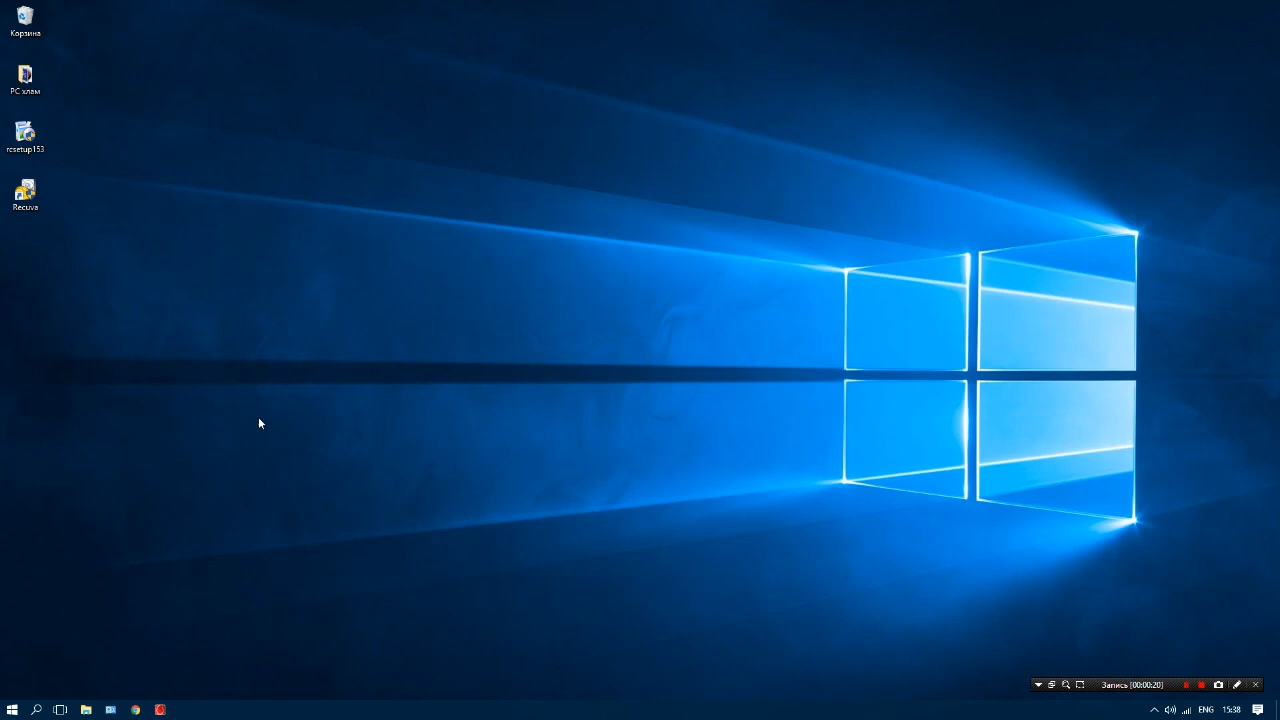 Корзина
PC хлам
rcsetup153
Recuva
Запись [00:00:20]
ENG
15:38